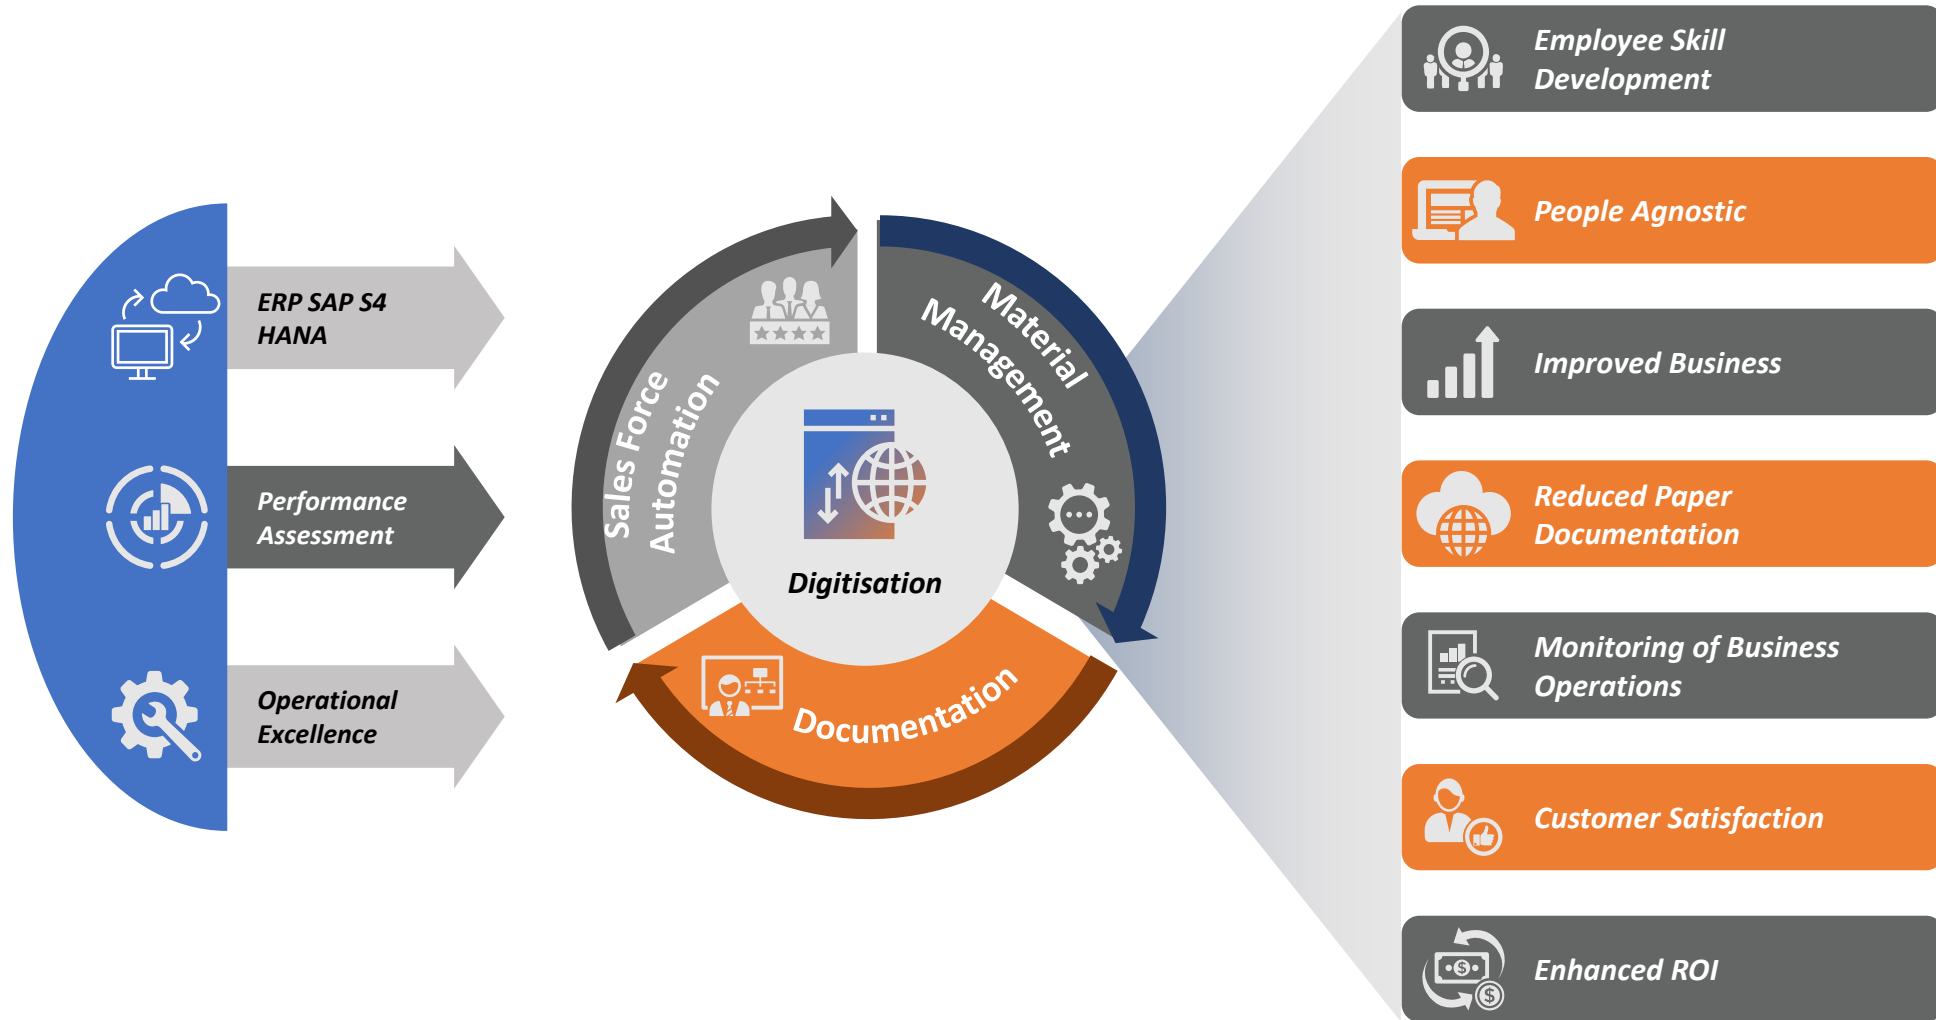 ERP SAP S4
HANA
Performance
Assessment
Operational
Excellence
Sales Force
Automation
Material
Management
Documentation
Digitisation
Employee Skill
Development
People Agnostic
Improved Business
Reduced Paper
Documentation
Monitoring of Business
Operations
Customer Satisfaction
Enhanced ROI